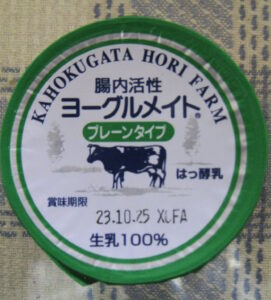 KAHOKUGATA HORI FARM
腸内活性
ヨーグルメイト®
プレーンタイプ
はっ酵乳
賞味期限
23.10.25 XUFA
生乳100%